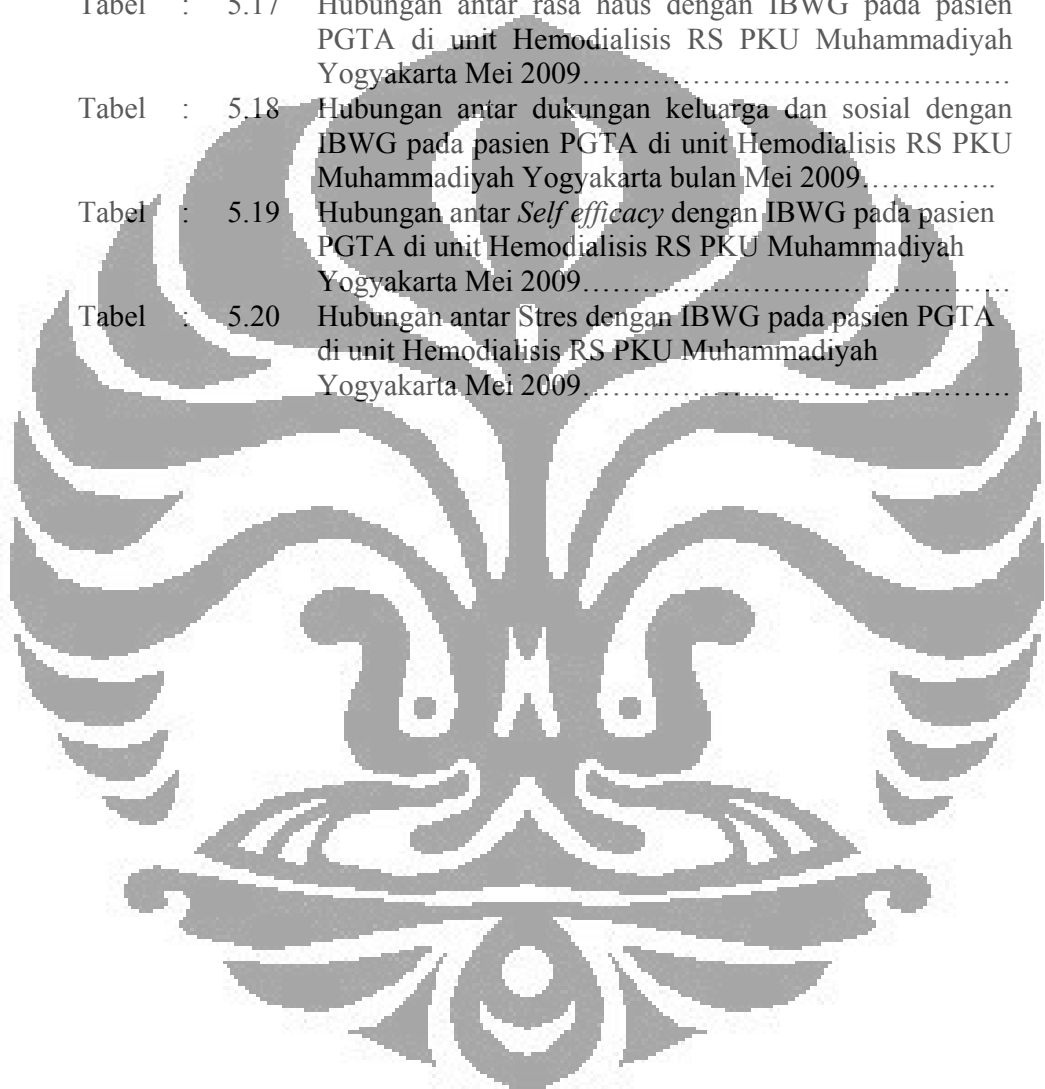 Tabel : 5.17 Hubungan antar rasa haus dengan IBWG pada pasien
PGTA di unit Hemodialisis RS PKU Muhammadiyah
Yogyakarta Mei 2009…………………………………….
Tabel : 5.18 Hubungan antar dukungan keluarga dan sosial dengan
IBWG pada pasien PGTA di unit Hemodialisis RS PKU
Muhammadiyah Yogyakarta bulan Mei 2009…………..
Tabel : 5.19 Hubungan antar Self efficacy dengan IBWG pada pasien
PGTA di unit Hemodialisis RS PKU Muhammadiyah
Yogyakarta Mei 2009…………………………………….
Tabel : 5.20 Hubungan antar Stres dengan IBWG pada pasien PGTA
di unit Hemodialisis RS PKU Muhammadiyah
Yogyakarta Mei 2009…………………………………….